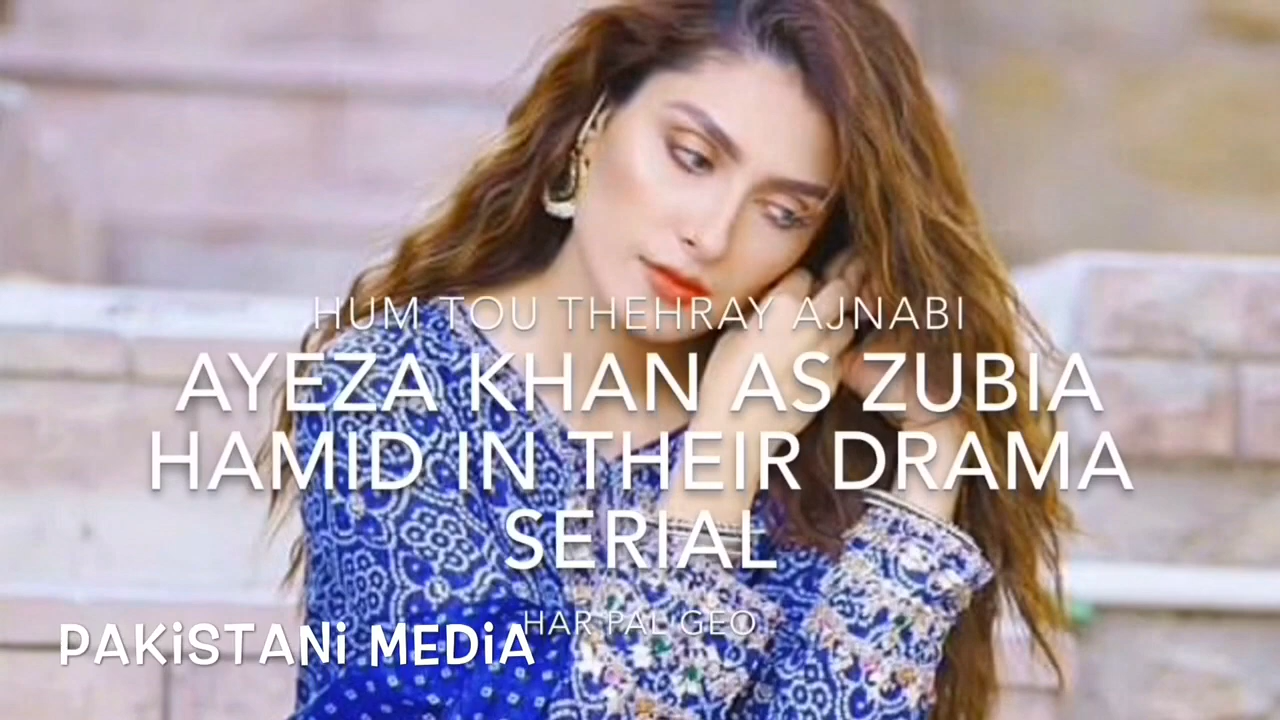 HUM TOU THEHRAY AJNABI
AYEZA KHAN AS ZUBIA
HAMID IN THEIR DRAMA
SERIAL
HAR PAL GEO
PAKiSTANi MEDiA